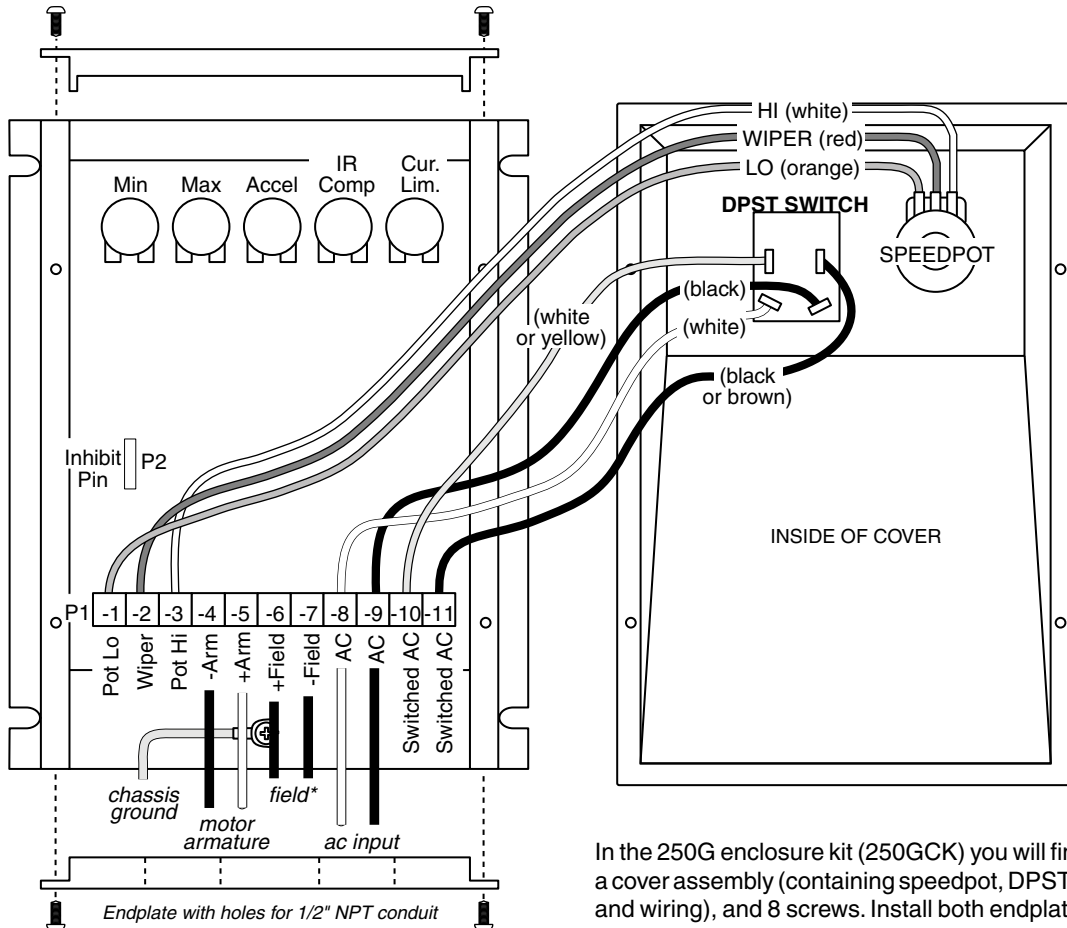 HI (white)
WIPER (red)
LO (orange)
DPST SWITCH
SPEEDPOT
IR
Cur.
Min
Max
Accel
Comp
Lim.
(white
or yellow)
(black)
(white)
(black
or brown)
Inhibit
Pin
P2
INSIDE OF COVER
P1
-1
-2
-3
-4
-5
-6
-7
-8
-9
-10
-11
Pot Lo
Wiper
Pot Hi
-Arm
+Arm
+Field
-Field
AC
AC
Switched AC
Switched AC
chassis
ground
motor
armature
field*
ac input
Endplate with holes for 1/2" NPT conduit
In the 250G enclosure kit (250GCK) you will fin
a cover assembly (containing speedpot, DPST
and wiring), and 8 screws. Install both endplat